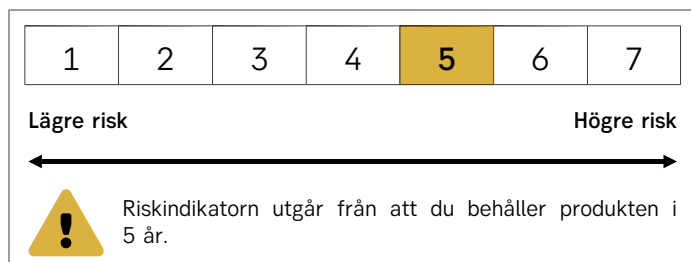 1 2 3 4 5 6 7
Lägre risk Högre risk
Riskindikatorn utgår från att du behåller produkten i
5 år.